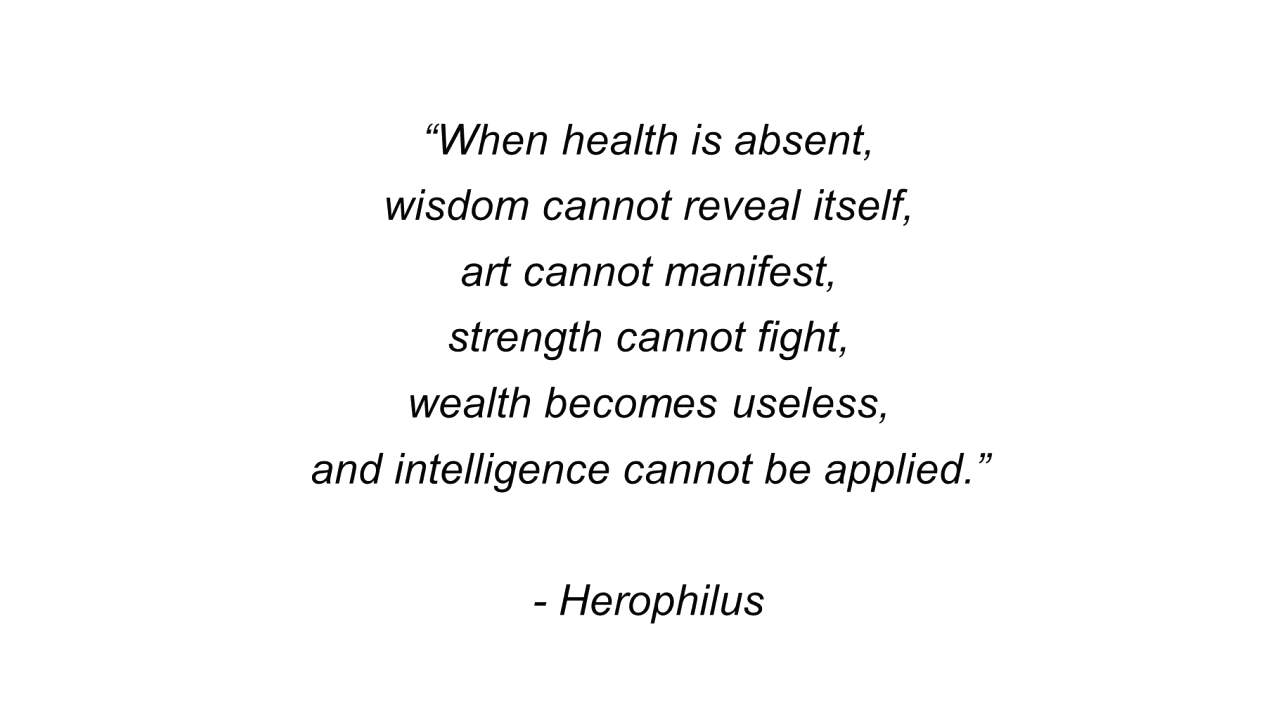 “When health is absent,
wisdom cannot reveal itself,
art cannot manifest,
strength cannot fight,
wealth becomes useless,
and intelligence cannot be applied.”
- Herophilus